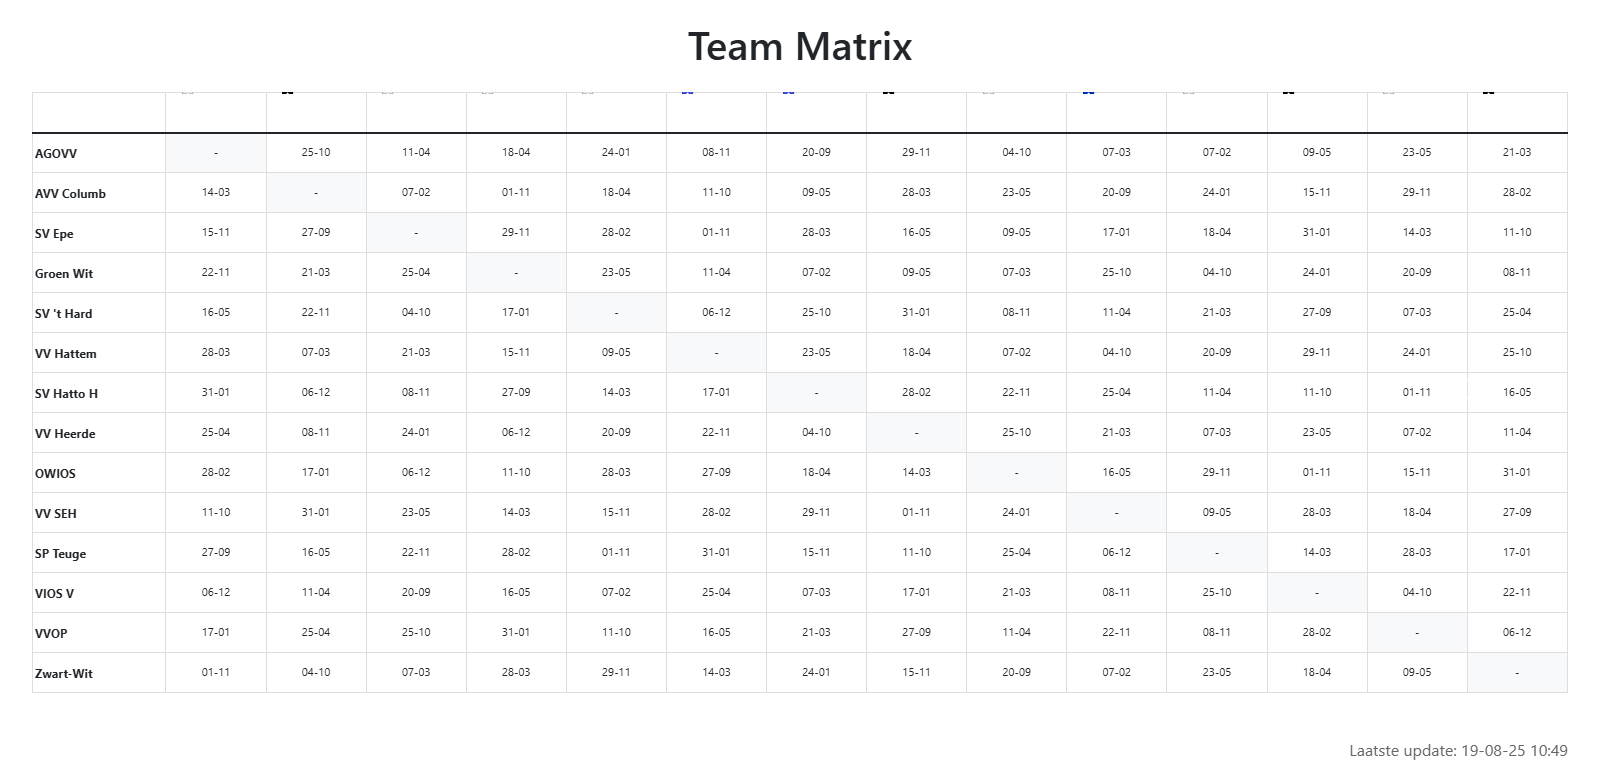 Team Matrix
AGOVV - 25-10 11-04 18-04 24-01 08-11 20-09 29-11 04-10 07-03 07-02 09-05 23-05 21-03
AVV Columb 14-03 - 07-02 01-11 18-04 11-10 09-05 28-03 23-05 20-09 24-01 15-11 29-11 28-02
SV Epe 15-11 27-09 - 29-11 28-02 01-11 28-03 16-05 09-05 17-01 18-04 31-01 14-03 11-10
Groen Wit 22-11 21-03 25-04 - 23-05 11-04 07-02 09-05 07-03 25-10 04-10 24-01 20-09 08-11
SV 't Hard 16-05 22-11 04-10 17-01 - 06-12 25-10 31-01 08-11 11-04 21-03 27-09 07-03 25-04
VV Hattem 28-03 07-03 21-03 15-11 09-05 - 23-05 18-04 07-02 04-10 20-09 29-11 24-01 25-10
SV Hatto H 31-01 06-12 08-11 27-09 14-03 17-01 - 28-02 22-11 25-04 11-04 11-10 01-11 16-05
VV Heerde 25-04 08-11 24-01 06-12 20-09 22-11 04-10 - 25-10 21-03 07-03 23-05 07-02 11-04
OWIOS 28-02 17-01 06-12 11-10 28-03 27-09 18-04 14-03 - 16-05 29-11 01-11 15-11 31-01
VV SEH 11-10 31-01 23-05 14-03 15-11 28-02 29-11 01-11 24-01 - 09-05 28-03 18-04 27-09
SP Teuge 27-09 16-05 22-11 28-02 01-11 31-01 15-11 11-10 25-04 06-12 - 14-03 28-03 17-01
VIOS V 06-12 11-04 20-09 16-05 07-02 25-04 07-03 17-01 21-03 08-11 25-10 - 04-10 22-11
VVOP 17-01 25-04 25-10 31-01 11-10 16-05 21-03 27-09 11-04 22-11 08-11 28-02 - 06-12
Zwart-Wit 01-11 04-10 07-03 28-03 29-11 14-03 24-01 15-11 20-09 07-02 23-05 18-04 09-05 -
Laatste update: 19-08-25 10:49